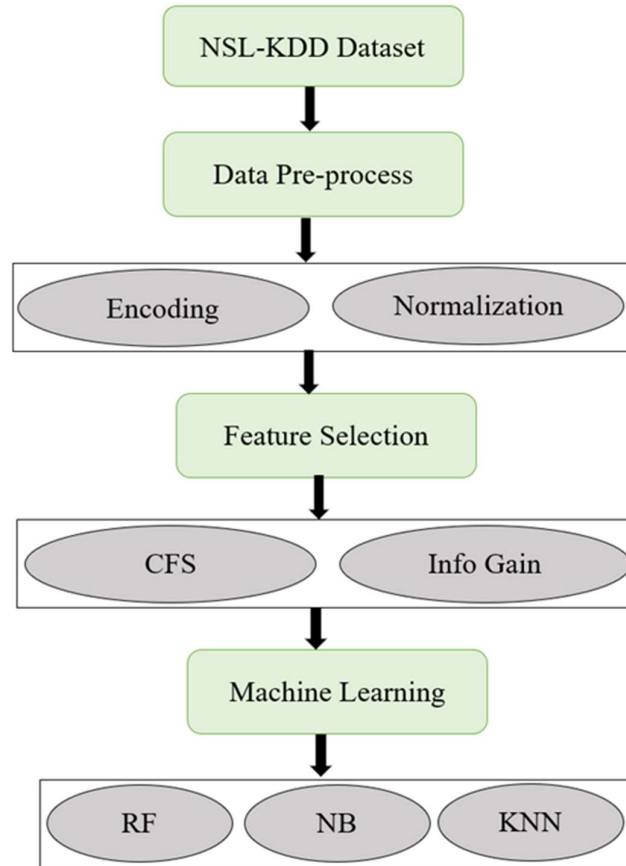 NSL-KDD Dataset
Data Pre-process
Encoding
Normalization
Feature Selection
CFS
Info Gain
Machine Learning
RF
NB
KNN